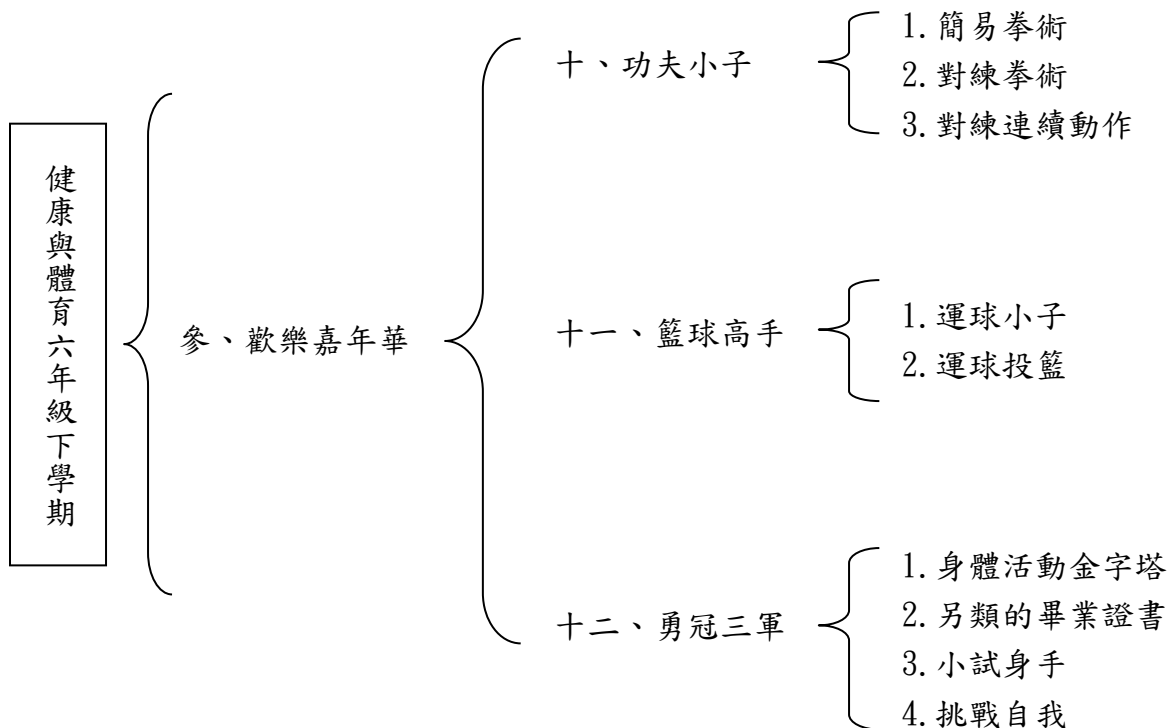 健康與體育六年級下學期
參、歡樂嘉年華
十、功夫小子
1.簡易拳術
2.對練拳術
3.對練連續動作
十一、籃球高手
1.運球小子
2.運球投籃
十二、勇冠三軍
1.身體活動金字塔
2.另類的畢業證書
3.小試身手
4.挑戰自我